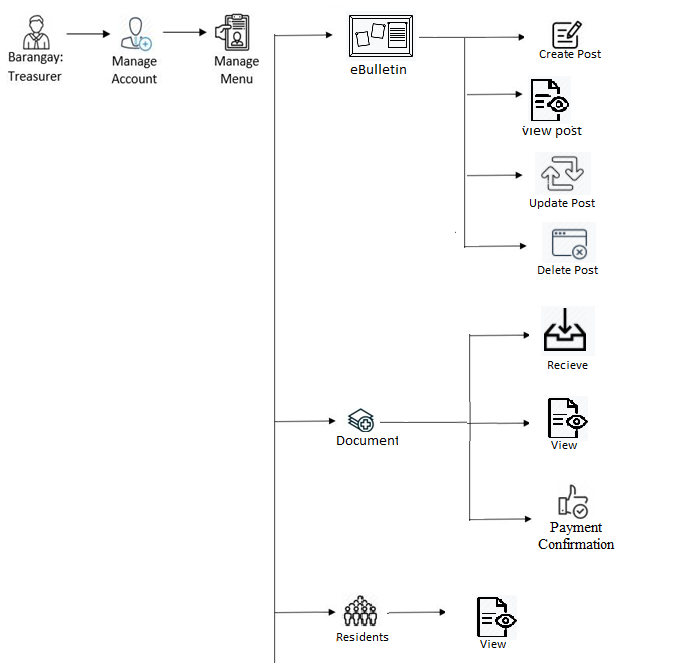 Barangay:
Treasurer
Manage
Account
Manage
Menu
eBulletin
Create Post
view post
Update Post
Delete Post
Document
Recieve
View
Payment
Confirmation
Residents
View